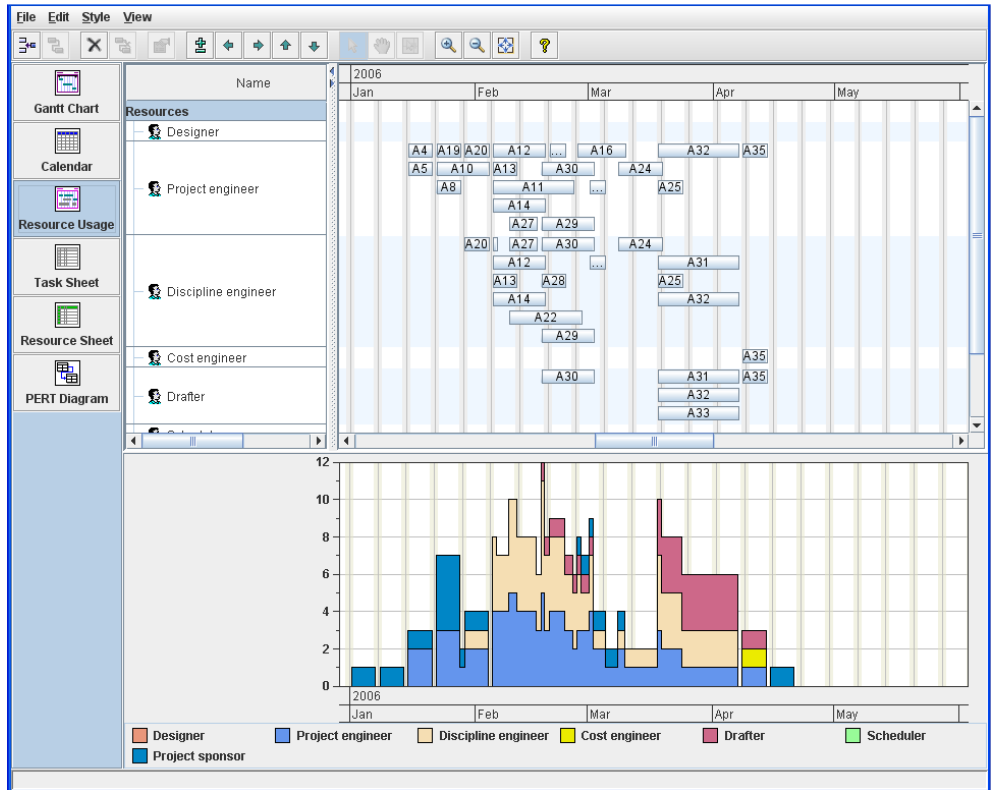 File Edit Style View
Name
2006
Jan Feb Mar Apr May
Gantt Chart
Calendar
Resource Usage
Task Sheet
Resource Sheet
PERT Diagram
Resources
Designer
Project engineer
A4 A19 A20 A12 ... A16 A32 A35
A5 A10 A13 A30 A24
A8 A11 ... A25
A14
A27 A29
Discipline engineer
A20 A27 A30 A24
A12 ... A31
A13 A28 A25
A14 A32
A22
A29
Cost engineer
A35
Drafter
A30 A31 A35
A32
A33
12
10
8
6
4
2
0
2006
Jan Feb Mar Apr May
Designer Project engineer Discipline engineer Cost engineer Drafter Scheduler
Project sponsor